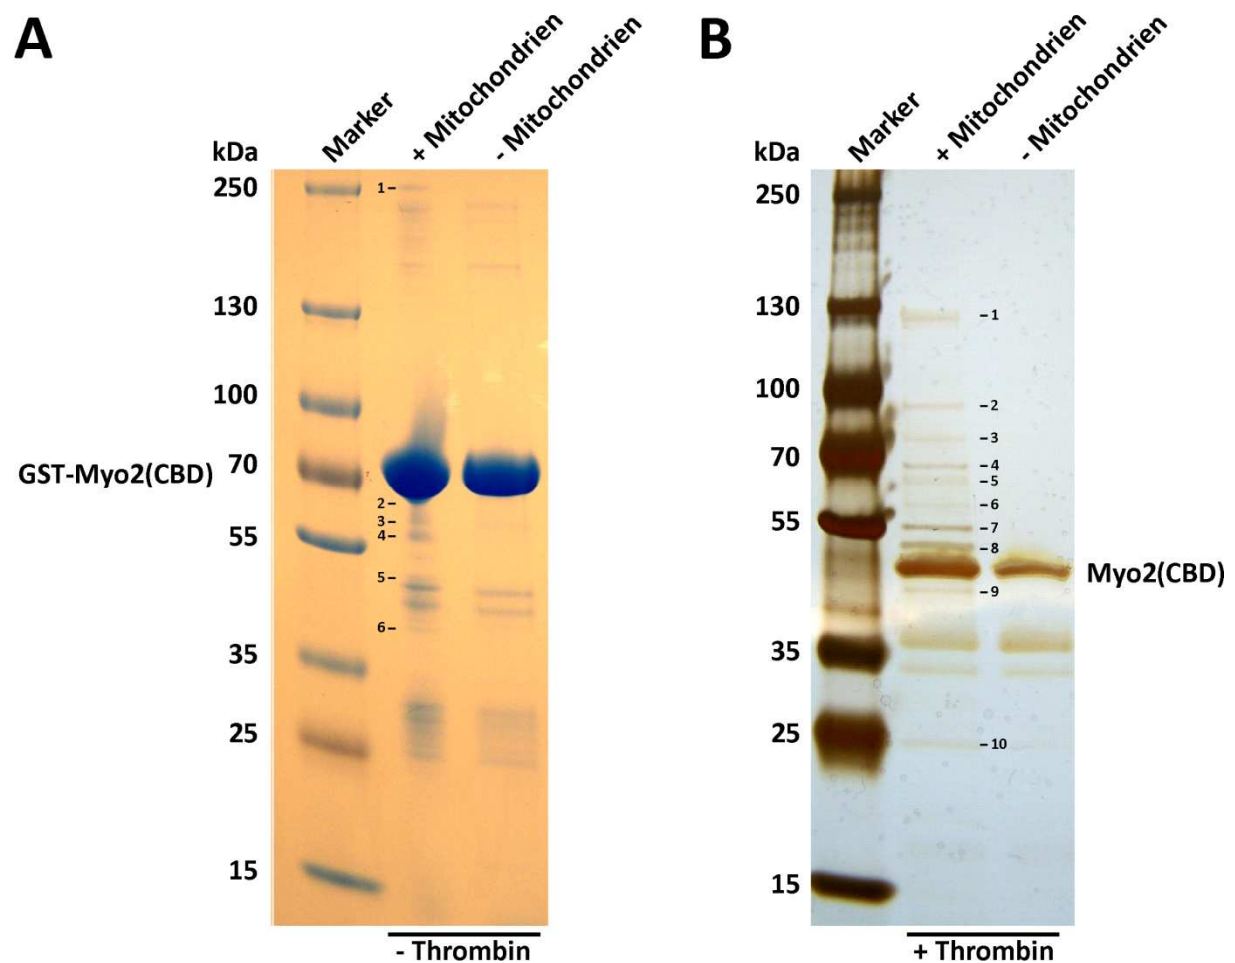 A
B
Marker
+ Mitochondrien
- Mitochondrien
Marker
+ Mitochondrien
- Mitochondrien
kDa
250
130
100
70
55
35
25
15
GST-Myo2(CBD)
1
2
3
4
5
6
- Thrombin
kDa
250
130
100
70
55
35
25
15
1
2
3
4
5
6
7
8
9
10
Myo2(CBD)
+ Thrombin